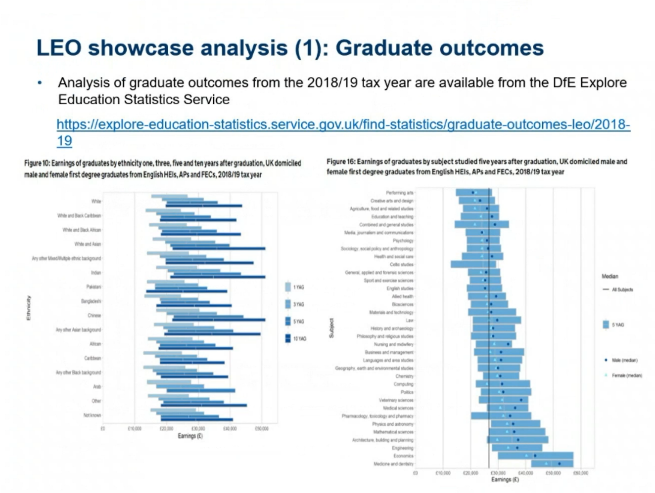 LEO showcase analysis (1): Graduate outcomes
• Analysis of graduate outcomes from the 2018/19 tax year are available from the DfE Explore
Education Statistics Service
https://explore-education-statistics.service.gov.uk/find-statistics/graduate-outcomes-leo/2018-
19
Figure 10: Earnings of graduates by ethnicity one, three, five and ten years after graduation, UK domiciled
male and female first degree graduates from English HEIs, APs and FECs, 2018/19 tax year
White
White and Black Caribbean
White and Black African
White and Asian
Any other Mixed/Multiple ethnic background
Indian
Pakistani
Bangladeshi
Chinese
Any other Asian background
African
Caribbean
Any other Black background
Arab
Other
Not known
Ethnicity
£0 £10,000 £20,000 £30,000 £40,000 £50,000
Earnings (£)
1 YAG
3 YAG
5 YAG
10 YAG
Figure 16: Earnings of graduates by subject studied five years after graduation, UK domiciled male and
female first degree graduates from English HEIs, APs and FECs, 2018/19 tax year
Performing arts
Creative arts and design
Agriculture, food and related studies
Education and teaching
Combined and general studies
Media, journalism and communications
Psychology
Sociology, social policy and anthropology
Health and social care
Celtic studies
General, applied and forensic sciences
Sport and exercise sciences
English studies
Allied health
Biosciences
Materials and technology
Law
History and archaeology
Philosophy and religious studies
Nursing and midwifery
Business and management
Languages and area studies
Geography, earth and environmental studies
Chemistry
Computing
Politics
Veterinary sciences
Medical sciences
Pharmacology, toxicology and pharmacy
Physics and astronomy
Mathematical sciences
Architecture, building and planning
Engineering
Economics
Medicine and dentistry
Subject
£0 £10,000 £20,000 £30,000 £40,000 £50,000 £60,000
Earnings (£)
Median
All Subjects
5 YAG
Male (median)
Female (median)